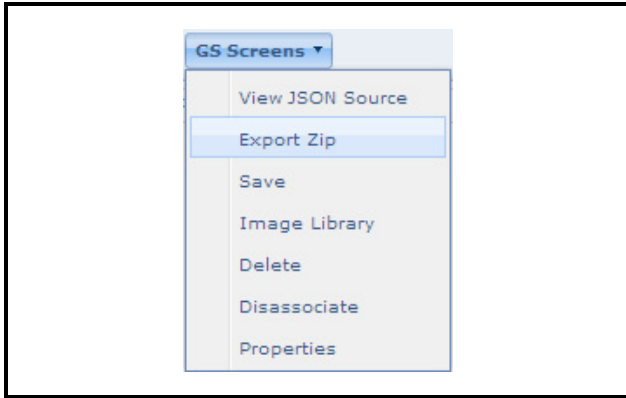 GS Screens
View JSON Source
Export Zip
Save
Image Library
Delete
Disassociate
Properties